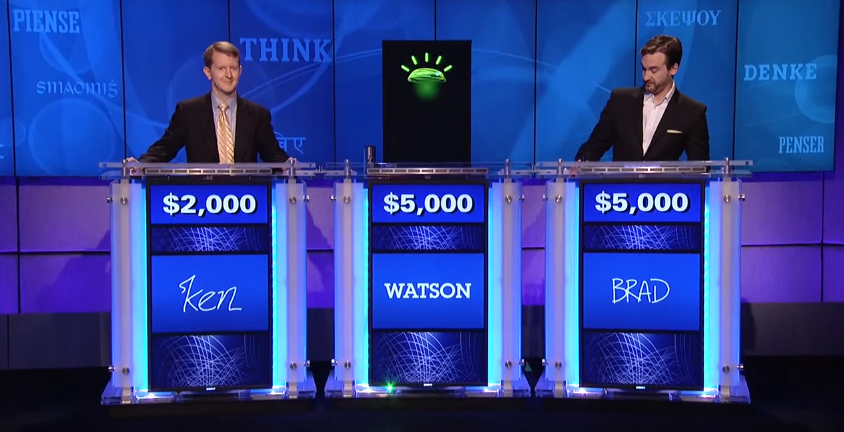 PIENSE
THINK
ΣΚΕΨΟΥ
DENKE
PENSER
$2,000
$5,000
$5,000
Ken
WATSON
BRAD